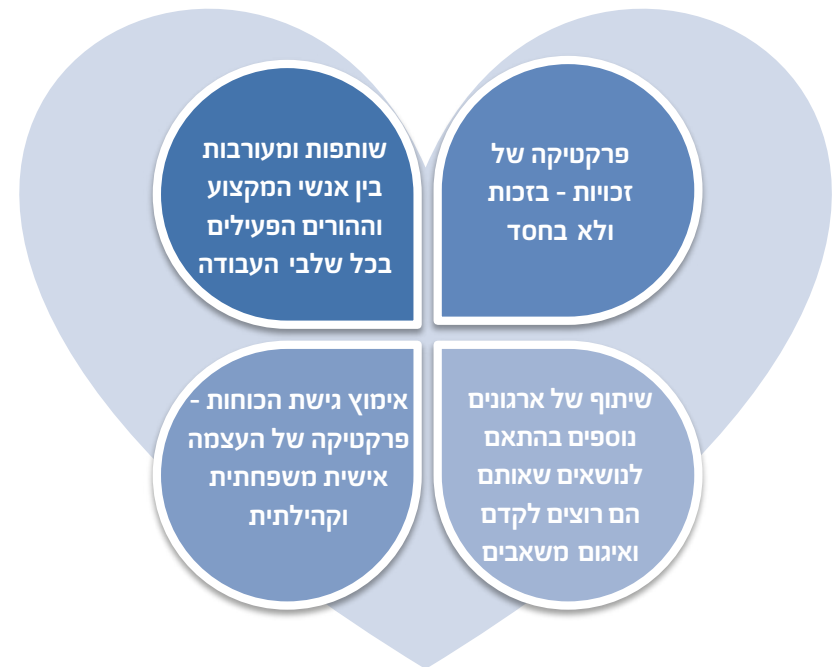 פרקטיקה של
זכויות - בזכות
ולא בחסד
שותפות ומעורבות
בין אנשי המקצוע
וההורים הפעילים
בכל שלבי העבודה
שיתוף של ארגונים
נוספים בהתאם
לנושאים שאותם
הם רוצים לקדם
ואיגום משאבים
אימוץ גישת הכוחות -
פרקטיקה של העצמה
אישית משפחתית
וקהילתית